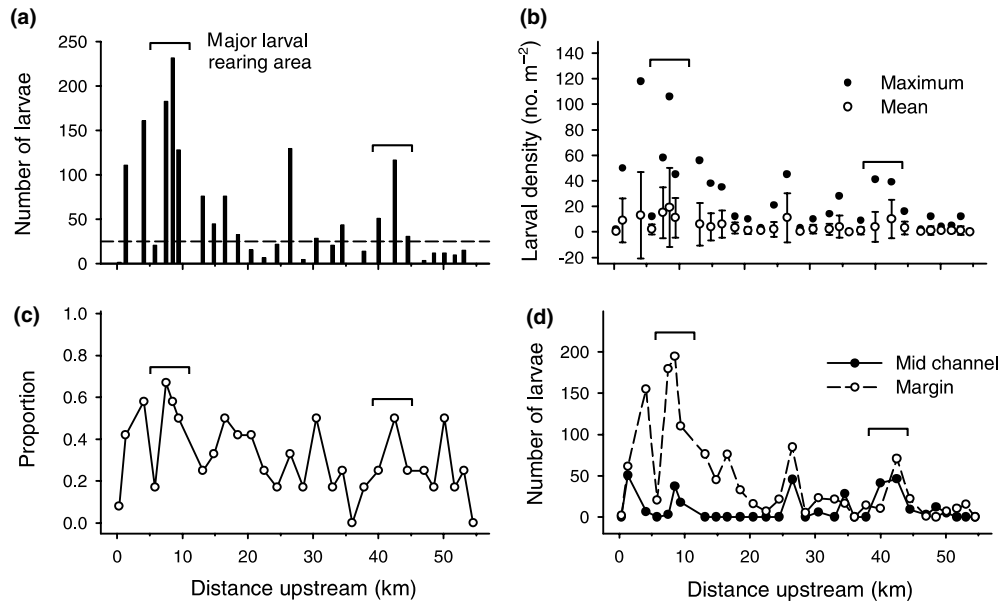 (a)
250
200
150
100
50
0
Number of larvae
Major larval
rearing area
(b)
140
120
100
80
60
40
20
0
-20
Larval density (no. m⁻²)
Maximum
Mean
(c)
1.0
0.8
0.6
0.4
0.2
0.0
Proportion
0 10 20 30 40 50
Distance upstream (km)
(d)
200
150
100
50
0
Number of larvae
Mid channel
Margin
0 10 20 30 40 50
Distance upstream (km)